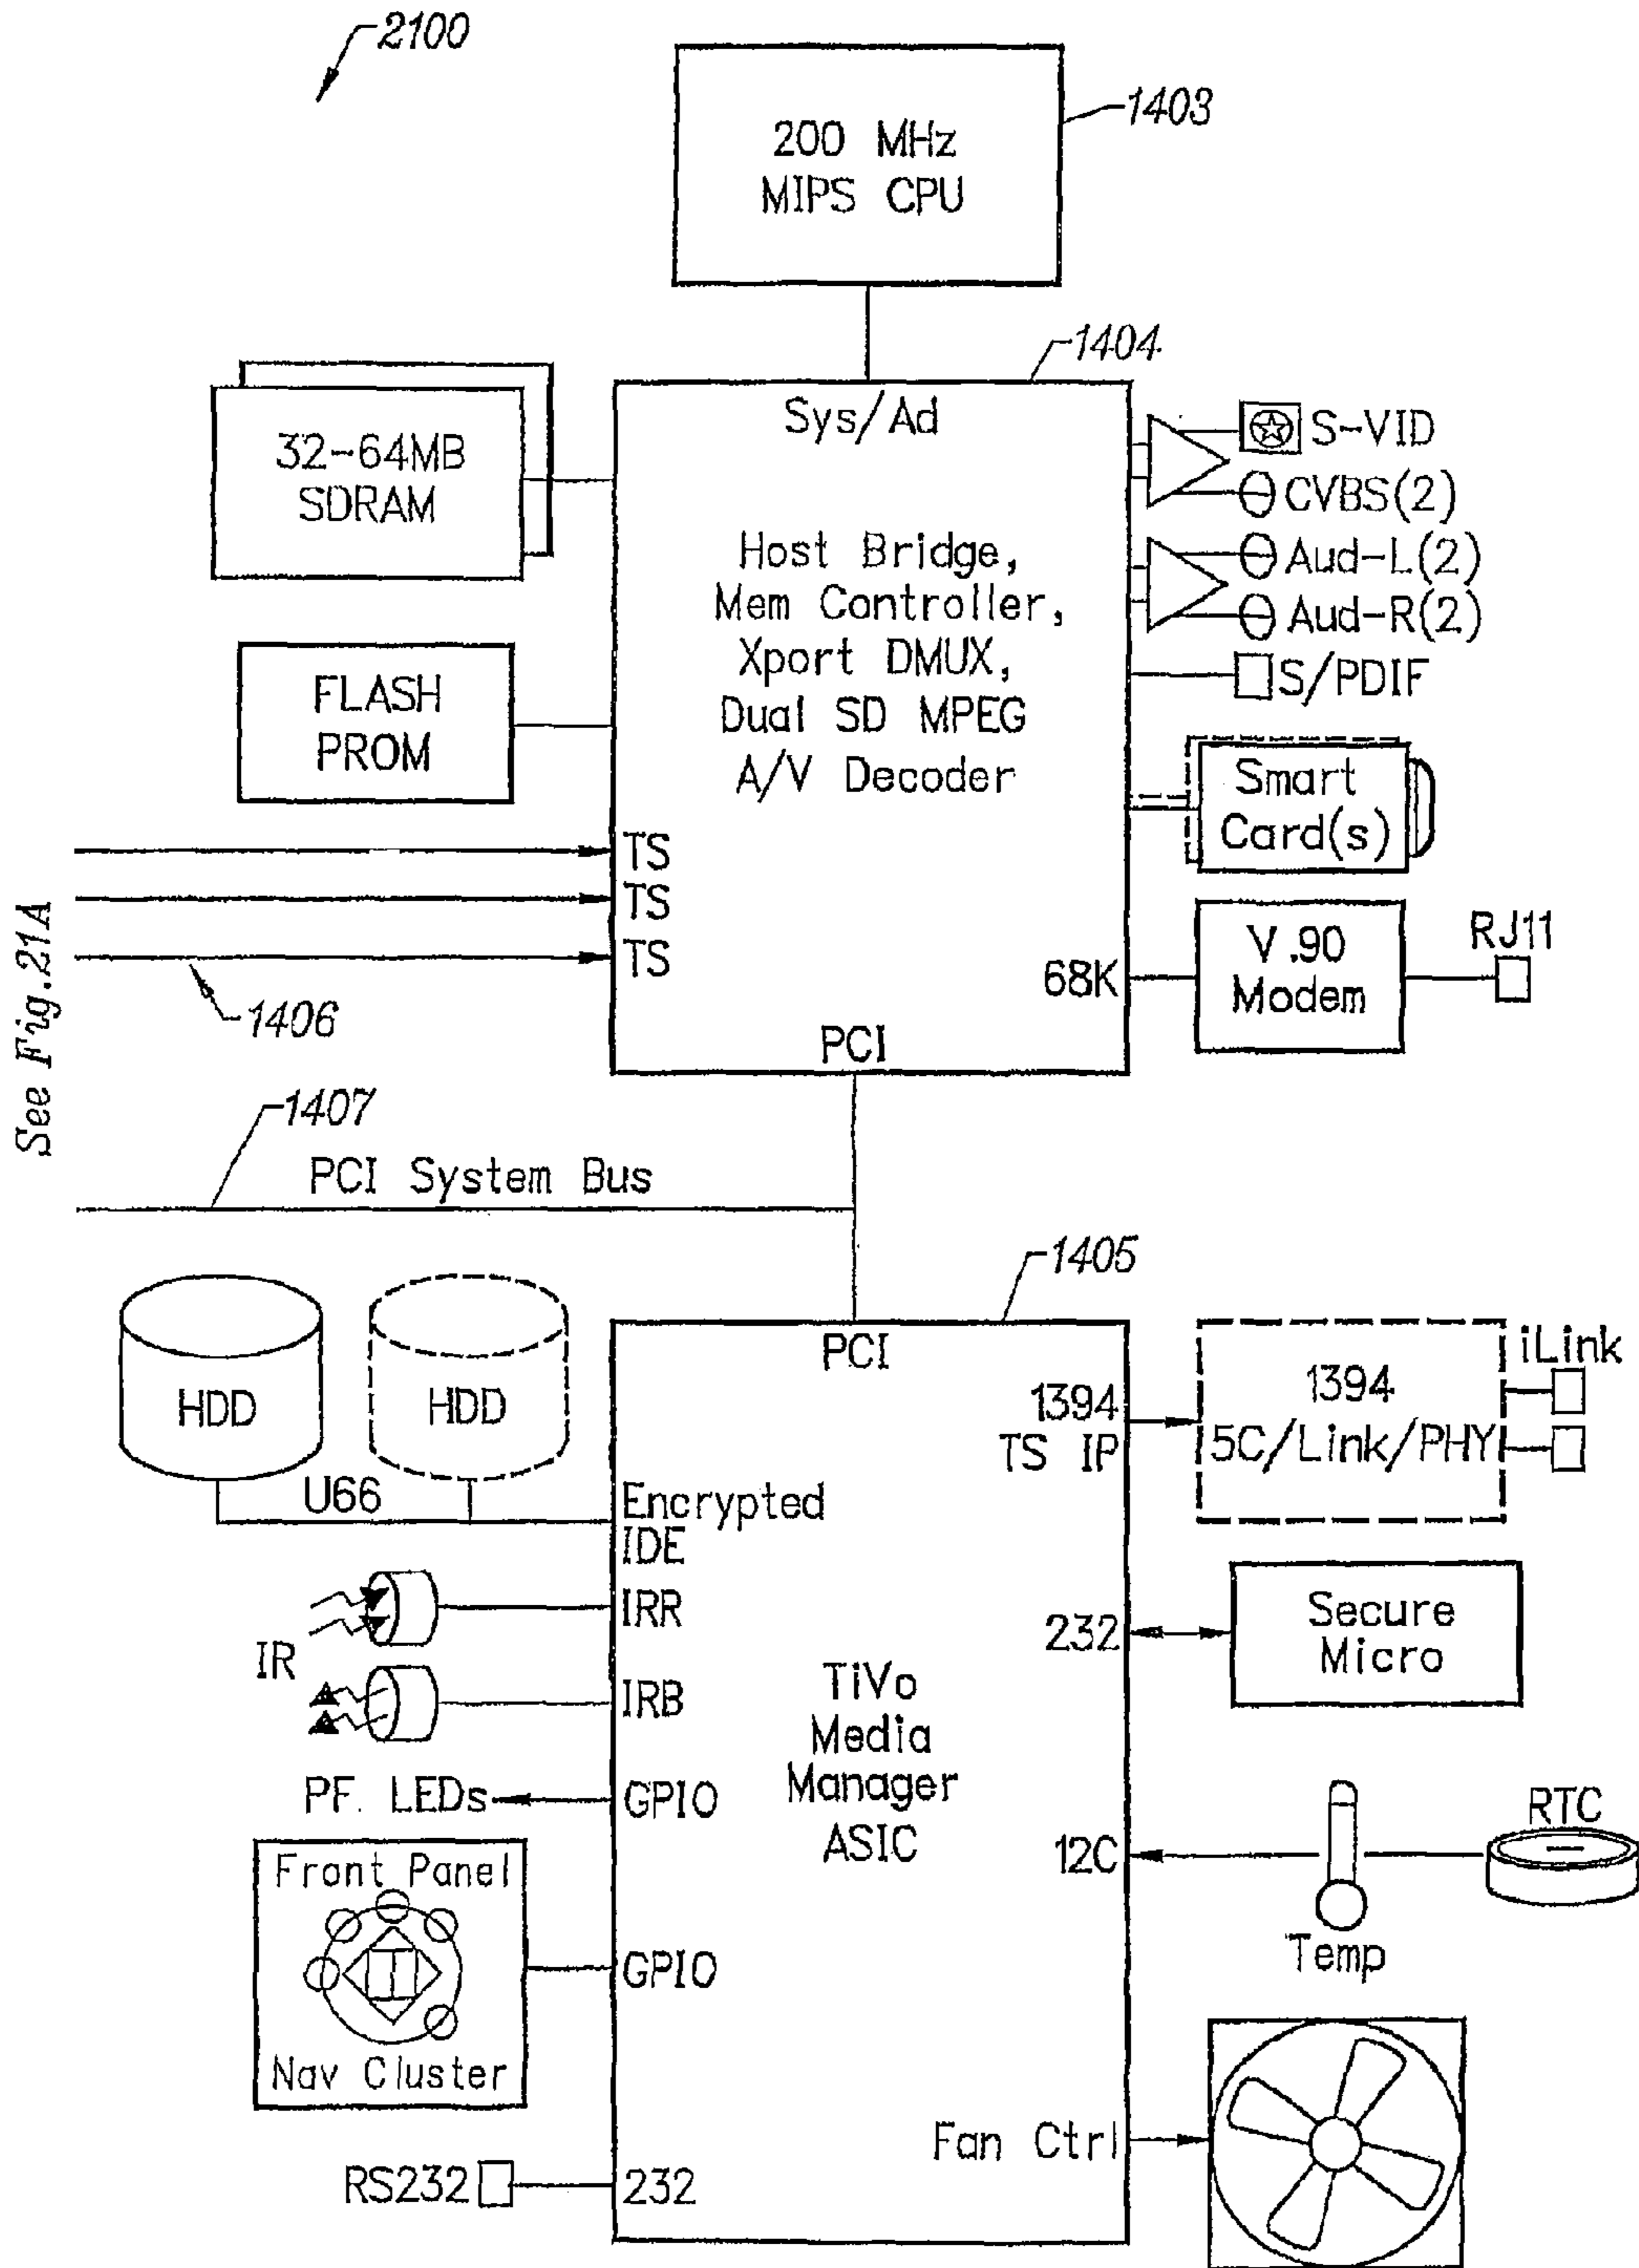 2100
200 MHz
MIPS CPU
1403
1404
Sys/Ad
32-64MB
SDRAM
Host Bridge,
Mem Controller,
Xport DMUX,
Dual SD MPEG
A/V Decoder
FLASH
PROM
S-VID
CVBS(2)
Aud-L(2)
Aud-R(2)
S/PDIF
Smart
Card(s)
TS
TS
TS
1406
See Fig.21A
68K
V.90
Modem
RJ11
PCI
1407
PCI System Bus
1405
HDD
HDD
U66
PCI
1394
TS IP
1394
5C/Link/PHY
iLink
Encrypted
IDE
IR
IRR
IRB
232
Secure
Micro
TiVo
Media
Manager
ASIC
PF. LEDs
GPIO
12C
Temp
RTC
Front Panel
Nav Cluster
GPIO
Fan Ctrl
RS232
232